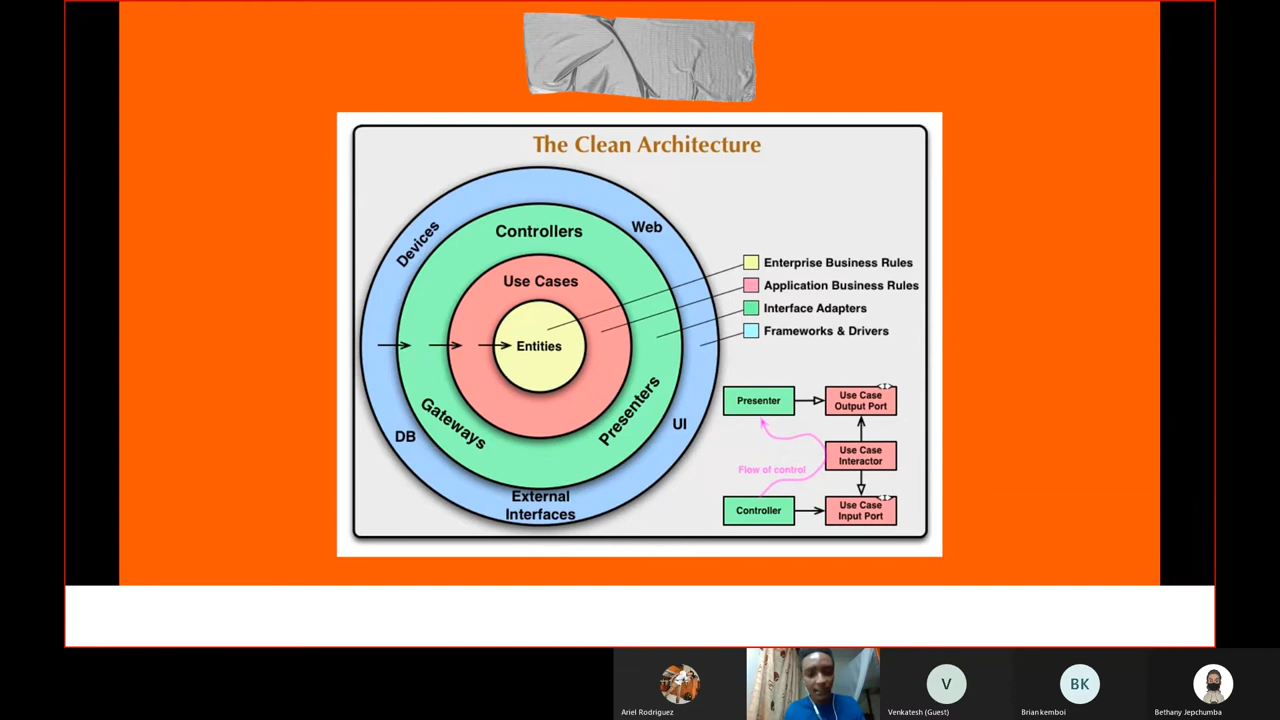 The Clean Architecture
Devices
Controllers
Web
Use Cases
Entities
Gateways
Presenters
DB
UI
External
Interfaces
Enterprise Business Rules
Application Business Rules
Interface Adapters
Frameworks & Drivers
Presenter
Use Case
Output Port
Flow of control
Use Case
Interactor
Controller
Use Case
Input Port
V
BK
Ariel Rodriguez
Venkatesh (Guest)
Brian kemboi
Bethany Jepchumba